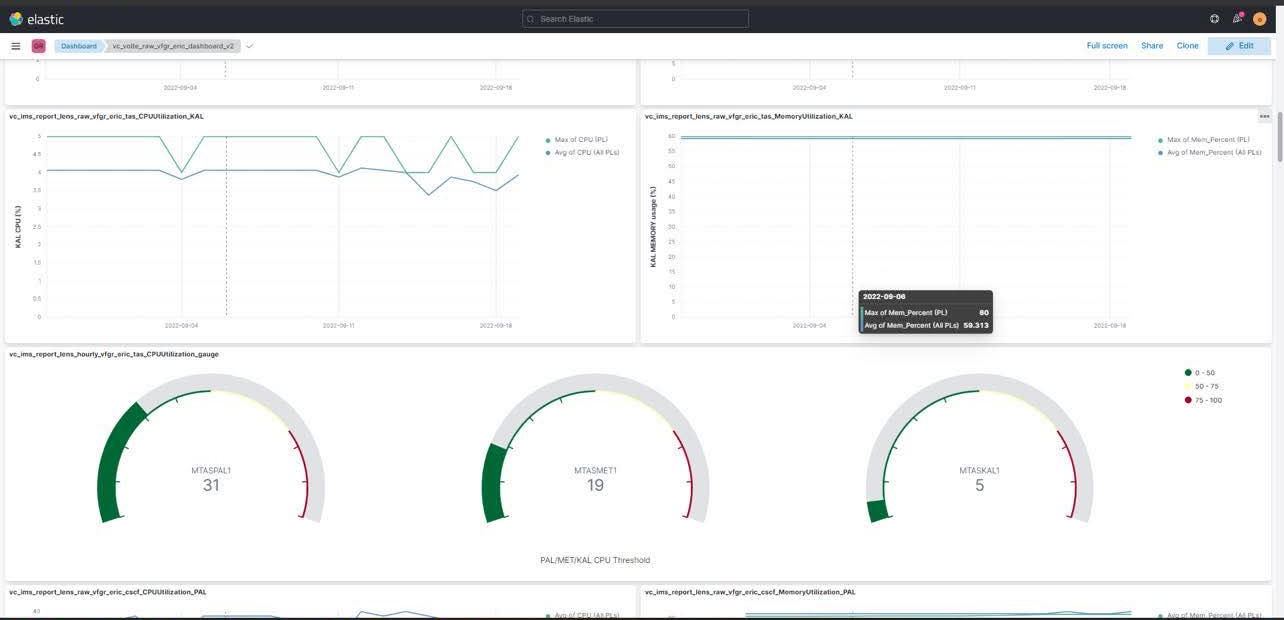 elastic
Search Elastic
GR
Dashboard
vc_volte_raw_vfgr_eric_dashboard_v2
Full screen
Share
Clone
Edit
0
2022-09-04
2022-09-11
2022-09-18
5
0
2022-09-04
2022-09-11
2022-09-18
vc_ims_report_lens_raw_vfgr_eric_tas_CPUUtilization_KAL
KAL CPU (%)
5
4.5
4
3.5
3
2.5
2
1.5
1
0.5
0
2022-09-04
2022-09-11
2022-09-18
Max of CPU (PL)
Avg of CPU (All PLs)
vc_ims_report_lens_raw_vfgr_eric_tas_MemoryUtilization_KAL
KAL MEMORY usage (%)
60
55
50
45
40
35
30
25
20
15
10
5
0
2022-09-04
2022-09-18
Max of Mem_Percent (PL)
Avg of Mem_Percent (All PLs)
2022-09-06
Max of Mem_Percent (PL) 60
Avg of Mem_Percent (All PLs) 59.313
vc_ims_report_lens_hourly_vfgr_eric_tas_CPUUtilization_gauge
MTASPAL1
31
MTASMET1
19
MTASKAL1
5
0 - 50
50 - 75
75 - 100
PAL/MET/KAL CPU Threshold
vc_ims_report_lens_raw_vfgr_eric_cscf_CPUUtilization_PAL
40
Avg of CPU (All PLs)
vc_ims_report_lens_raw_vfgr_eric_cscf_MemoryUtilization_PAL
Avg of Mem_Percent (All PLs)